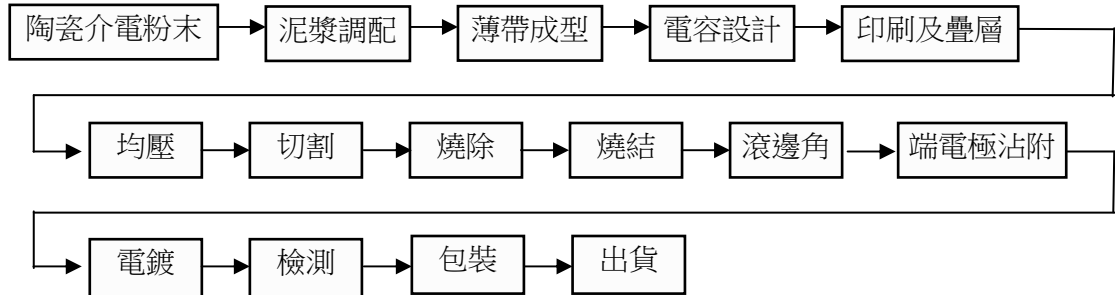 陶瓷介電粉末 泥漿調配 薄帶成型 電容設計 印刷及疊層
均壓 切割 燒除 燒結 滾邊角 端電極沾附
電鍍 檢測 包裝 出貨